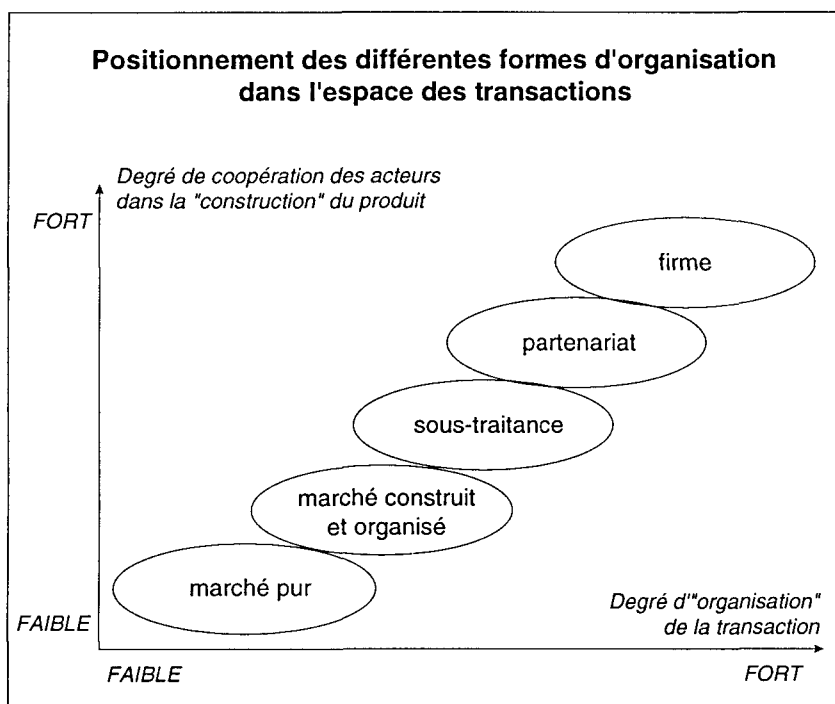 Positionnement des différentes formes d'organisation
dans l'espace des transactions
Degré de coopération des acteurs
dans la "construction" du produit
FORT
firme
partenariat
sous-traitance
marché construit
et organisé
marché pur
Degré d'"organisation"
de la transaction
FAIBLE
FAIBLE
FORT